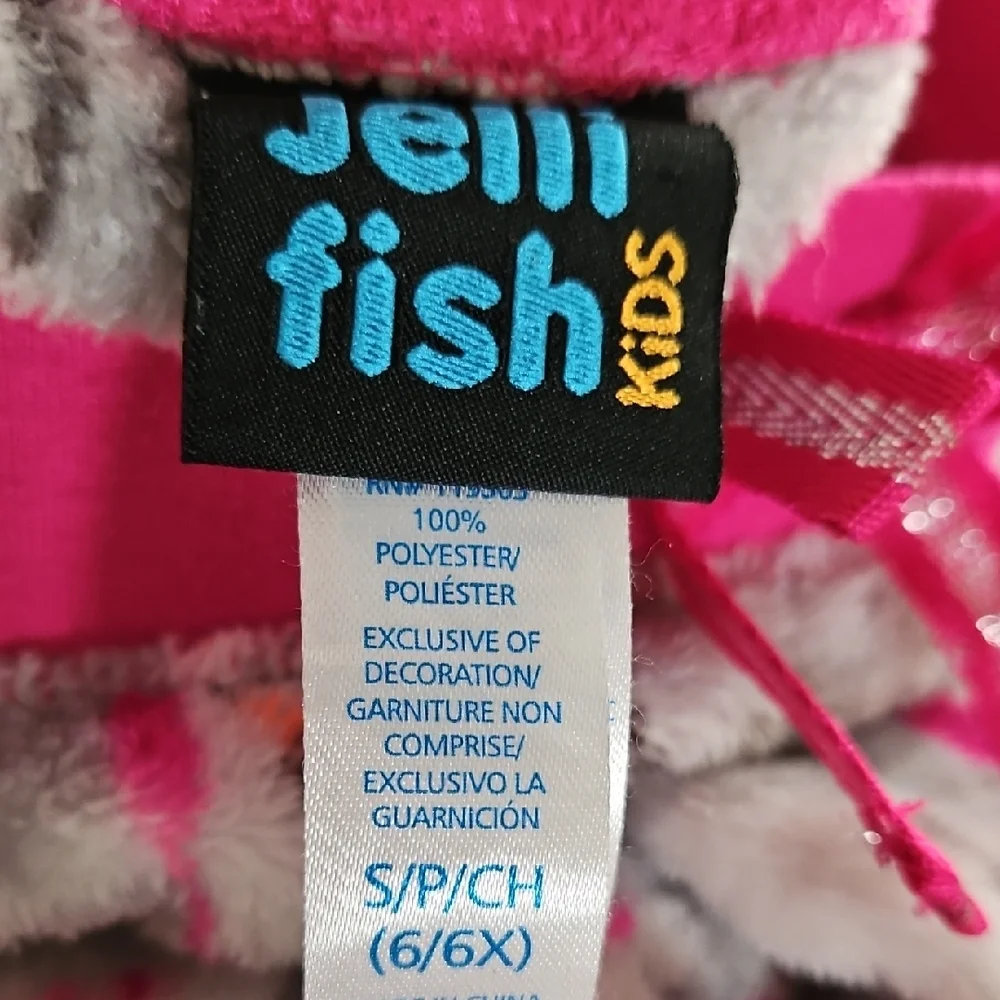 Jelli
fish
KiDS
100%
POLYESTER/
POLIÉSTER
EXCLUSIVE OF
DECORATION/
GARNITURE NON
COMPRISE/
EXCLUSIVO LA
GUARNICIÓN
S/P/CH
(6/6X)